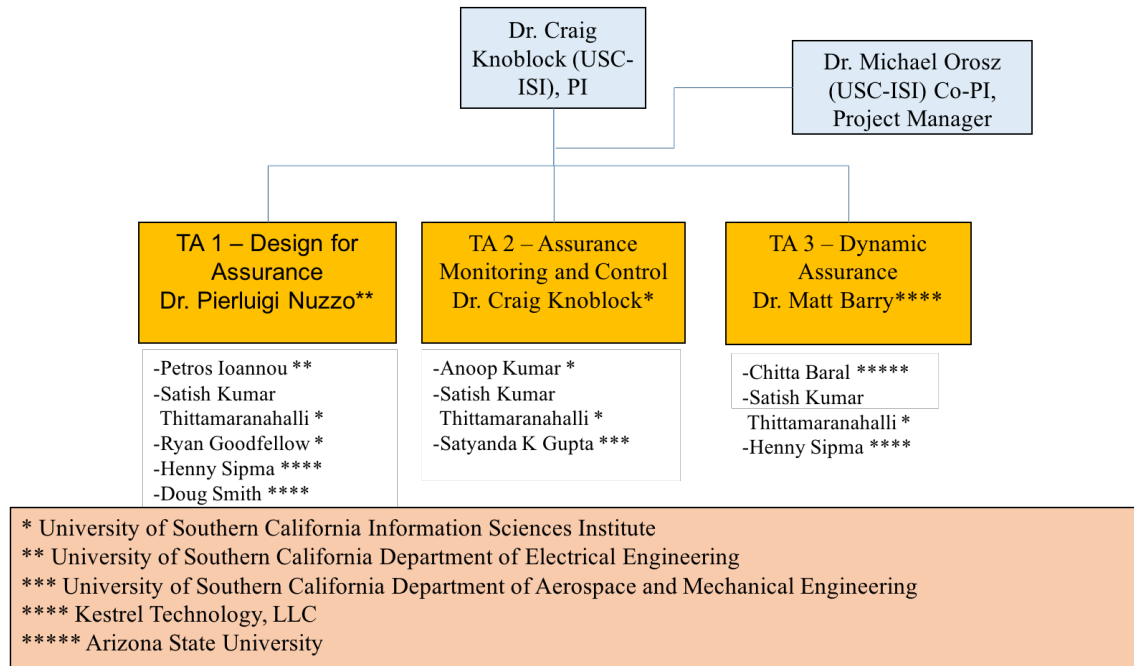 Dr. Craig
Knoblock (USC-
ISI), PI
Dr. Michael Orosz
(USC-ISI) Co-PI,
Project Manager
TA 1 – Design for
Assurance
Dr. Pierluigi Nuzzo**
TA 2 – Assurance
Monitoring and Control
Dr. Craig Knoblock*
TA 3 – Dynamic
Assurance
Dr. Matt Barry****
-Petros Ioannou **
-Satish Kumar
Thittamaranahalli *
-Ryan Goodfellow *
-Henny Sipma ****
-Doug Smith ****
-Anoop Kumar *
-Satish Kumar
Thittamaranahalli *
-Satyanda K Gupta ***
-Chitta Baral *****
-Satish Kumar
Thittamaranahalli *
-Henny Sipma ****
* University of Southern California Information Sciences Institute
** University of Southern California Department of Electrical Engineering
*** University of Southern California Department of Aerospace and Mechanical Engineering
**** Kestrel Technology, LLC
***** Arizona State University